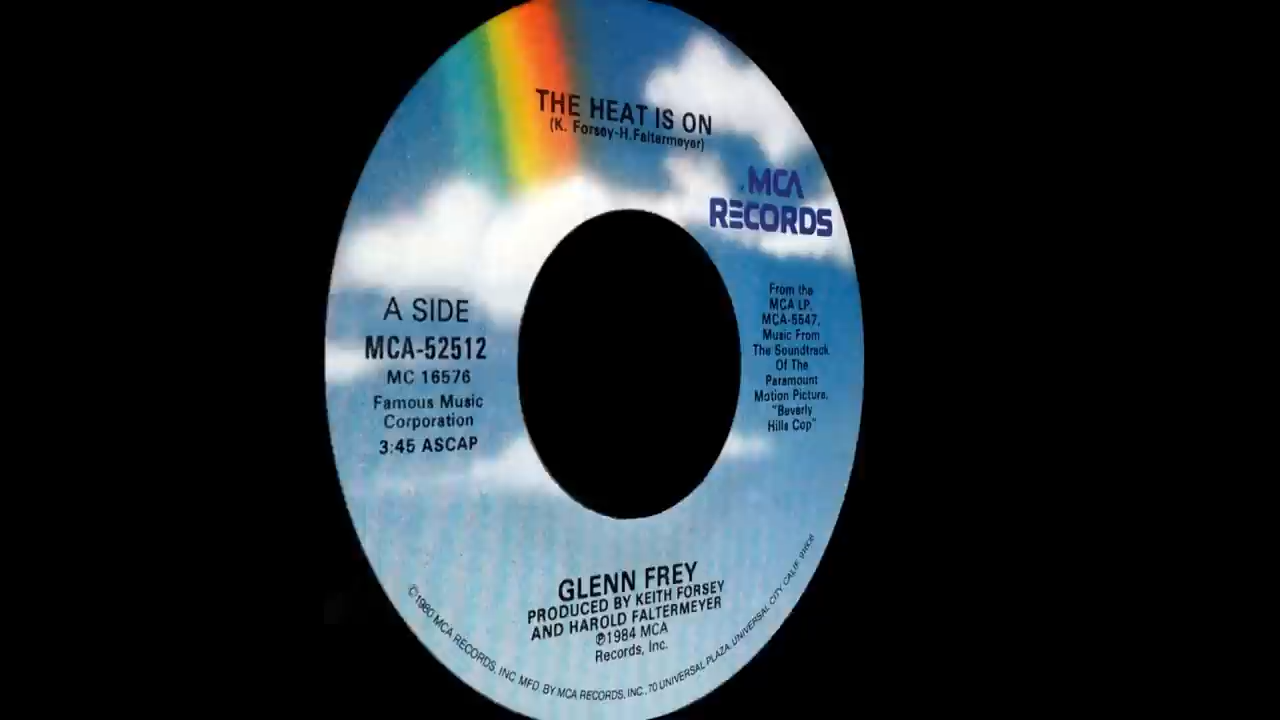 THE HEAT IS ON
(K. Forsey-H.Faltermeyer)
MCA
RECORDS
A SIDE
MCA-52512
MC 16576
Famous Music
Corporation
3:45 ASCAP
From the
MCA LP,
MCA-5547,
Music From
The Soundtrack
Of The
Paramount
Motion Picture,
"Beverly
Hills Cop"
GLENN FREY
PRODUCED BY KEITH FORSEY
AND HAROLD FALTERMEYER
℗1984 MCA
Records, Inc.
©1980 MCA RECORDS, INC MFD BY MCA RECORDS, INC., 70 UNIVERSAL PLAZA, UNIVERSAL CITY, CALIF. 91608